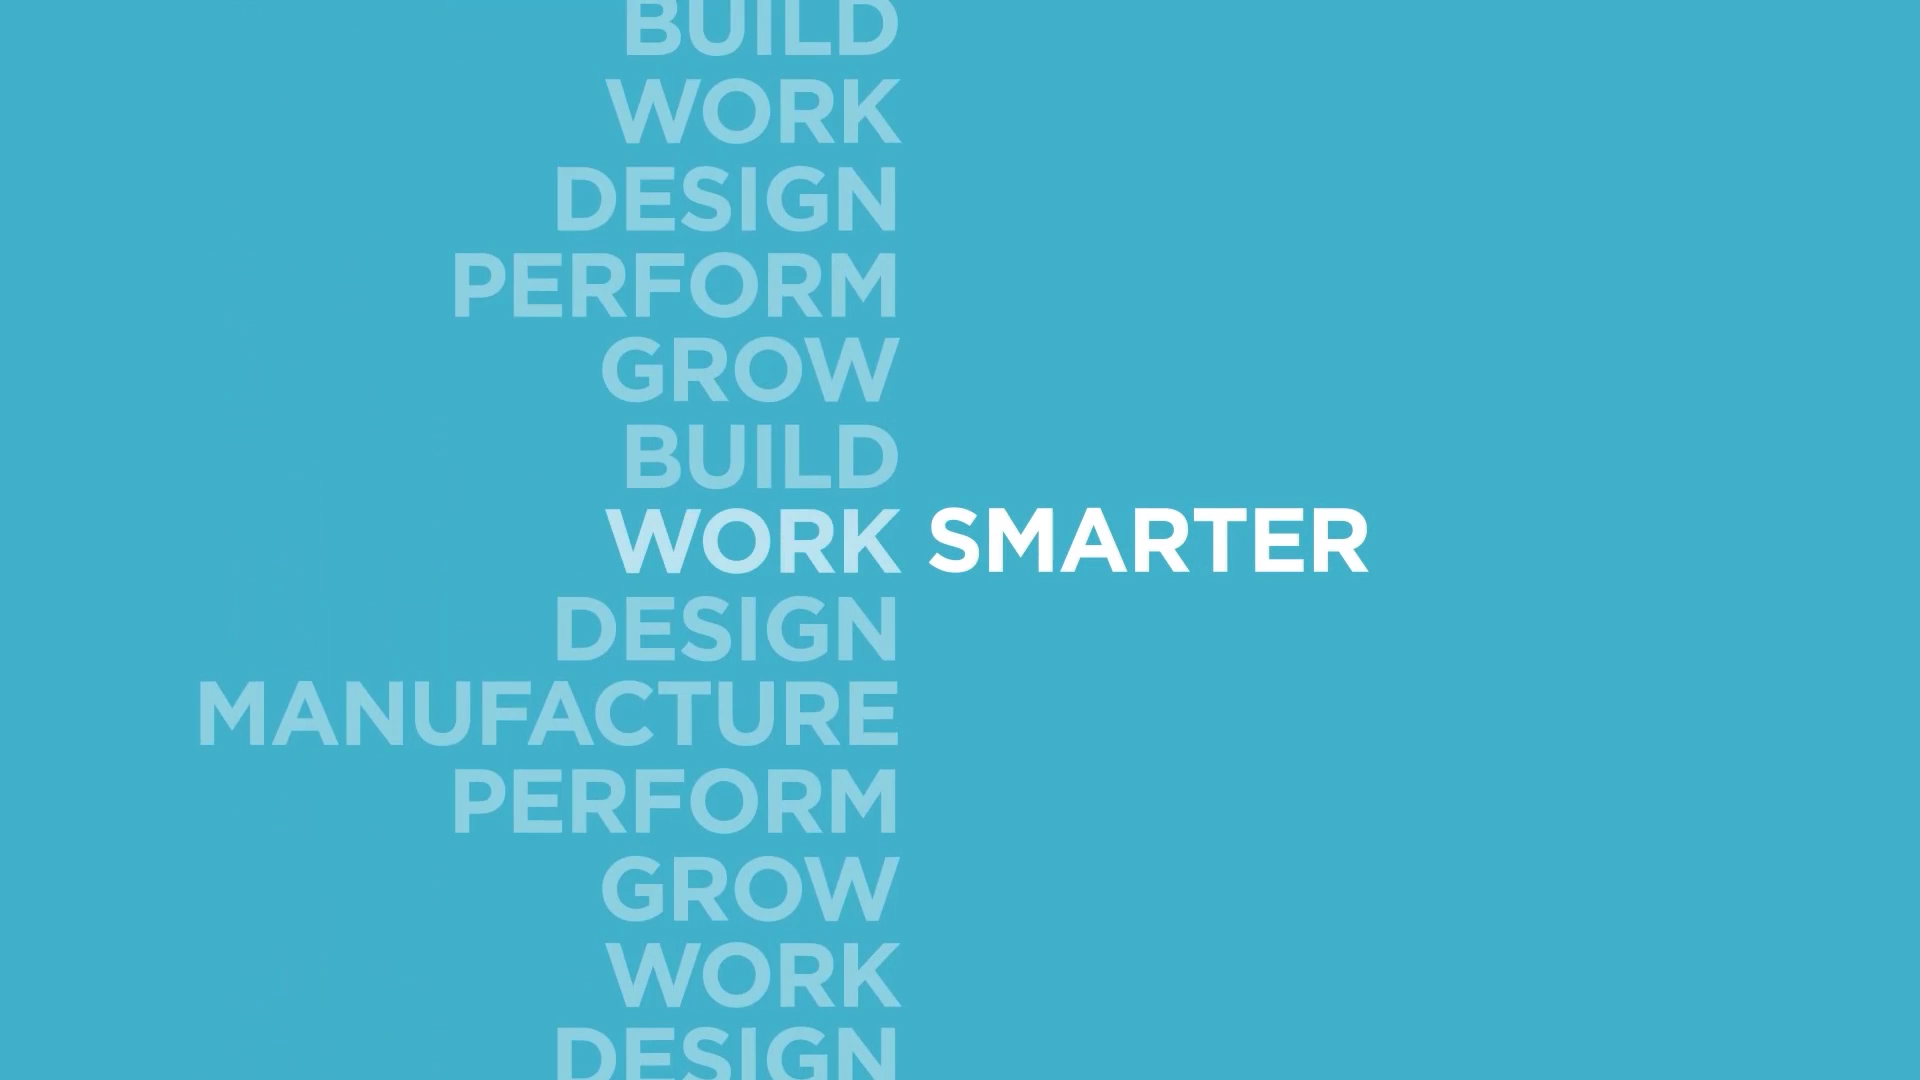 BUILD
WORK
DESIGN
PERFORM
GROW
BUILD
WORK SMARTER
DESIGN
MANUFACTURE
PERFORM
GROW
WORK
DESIGN